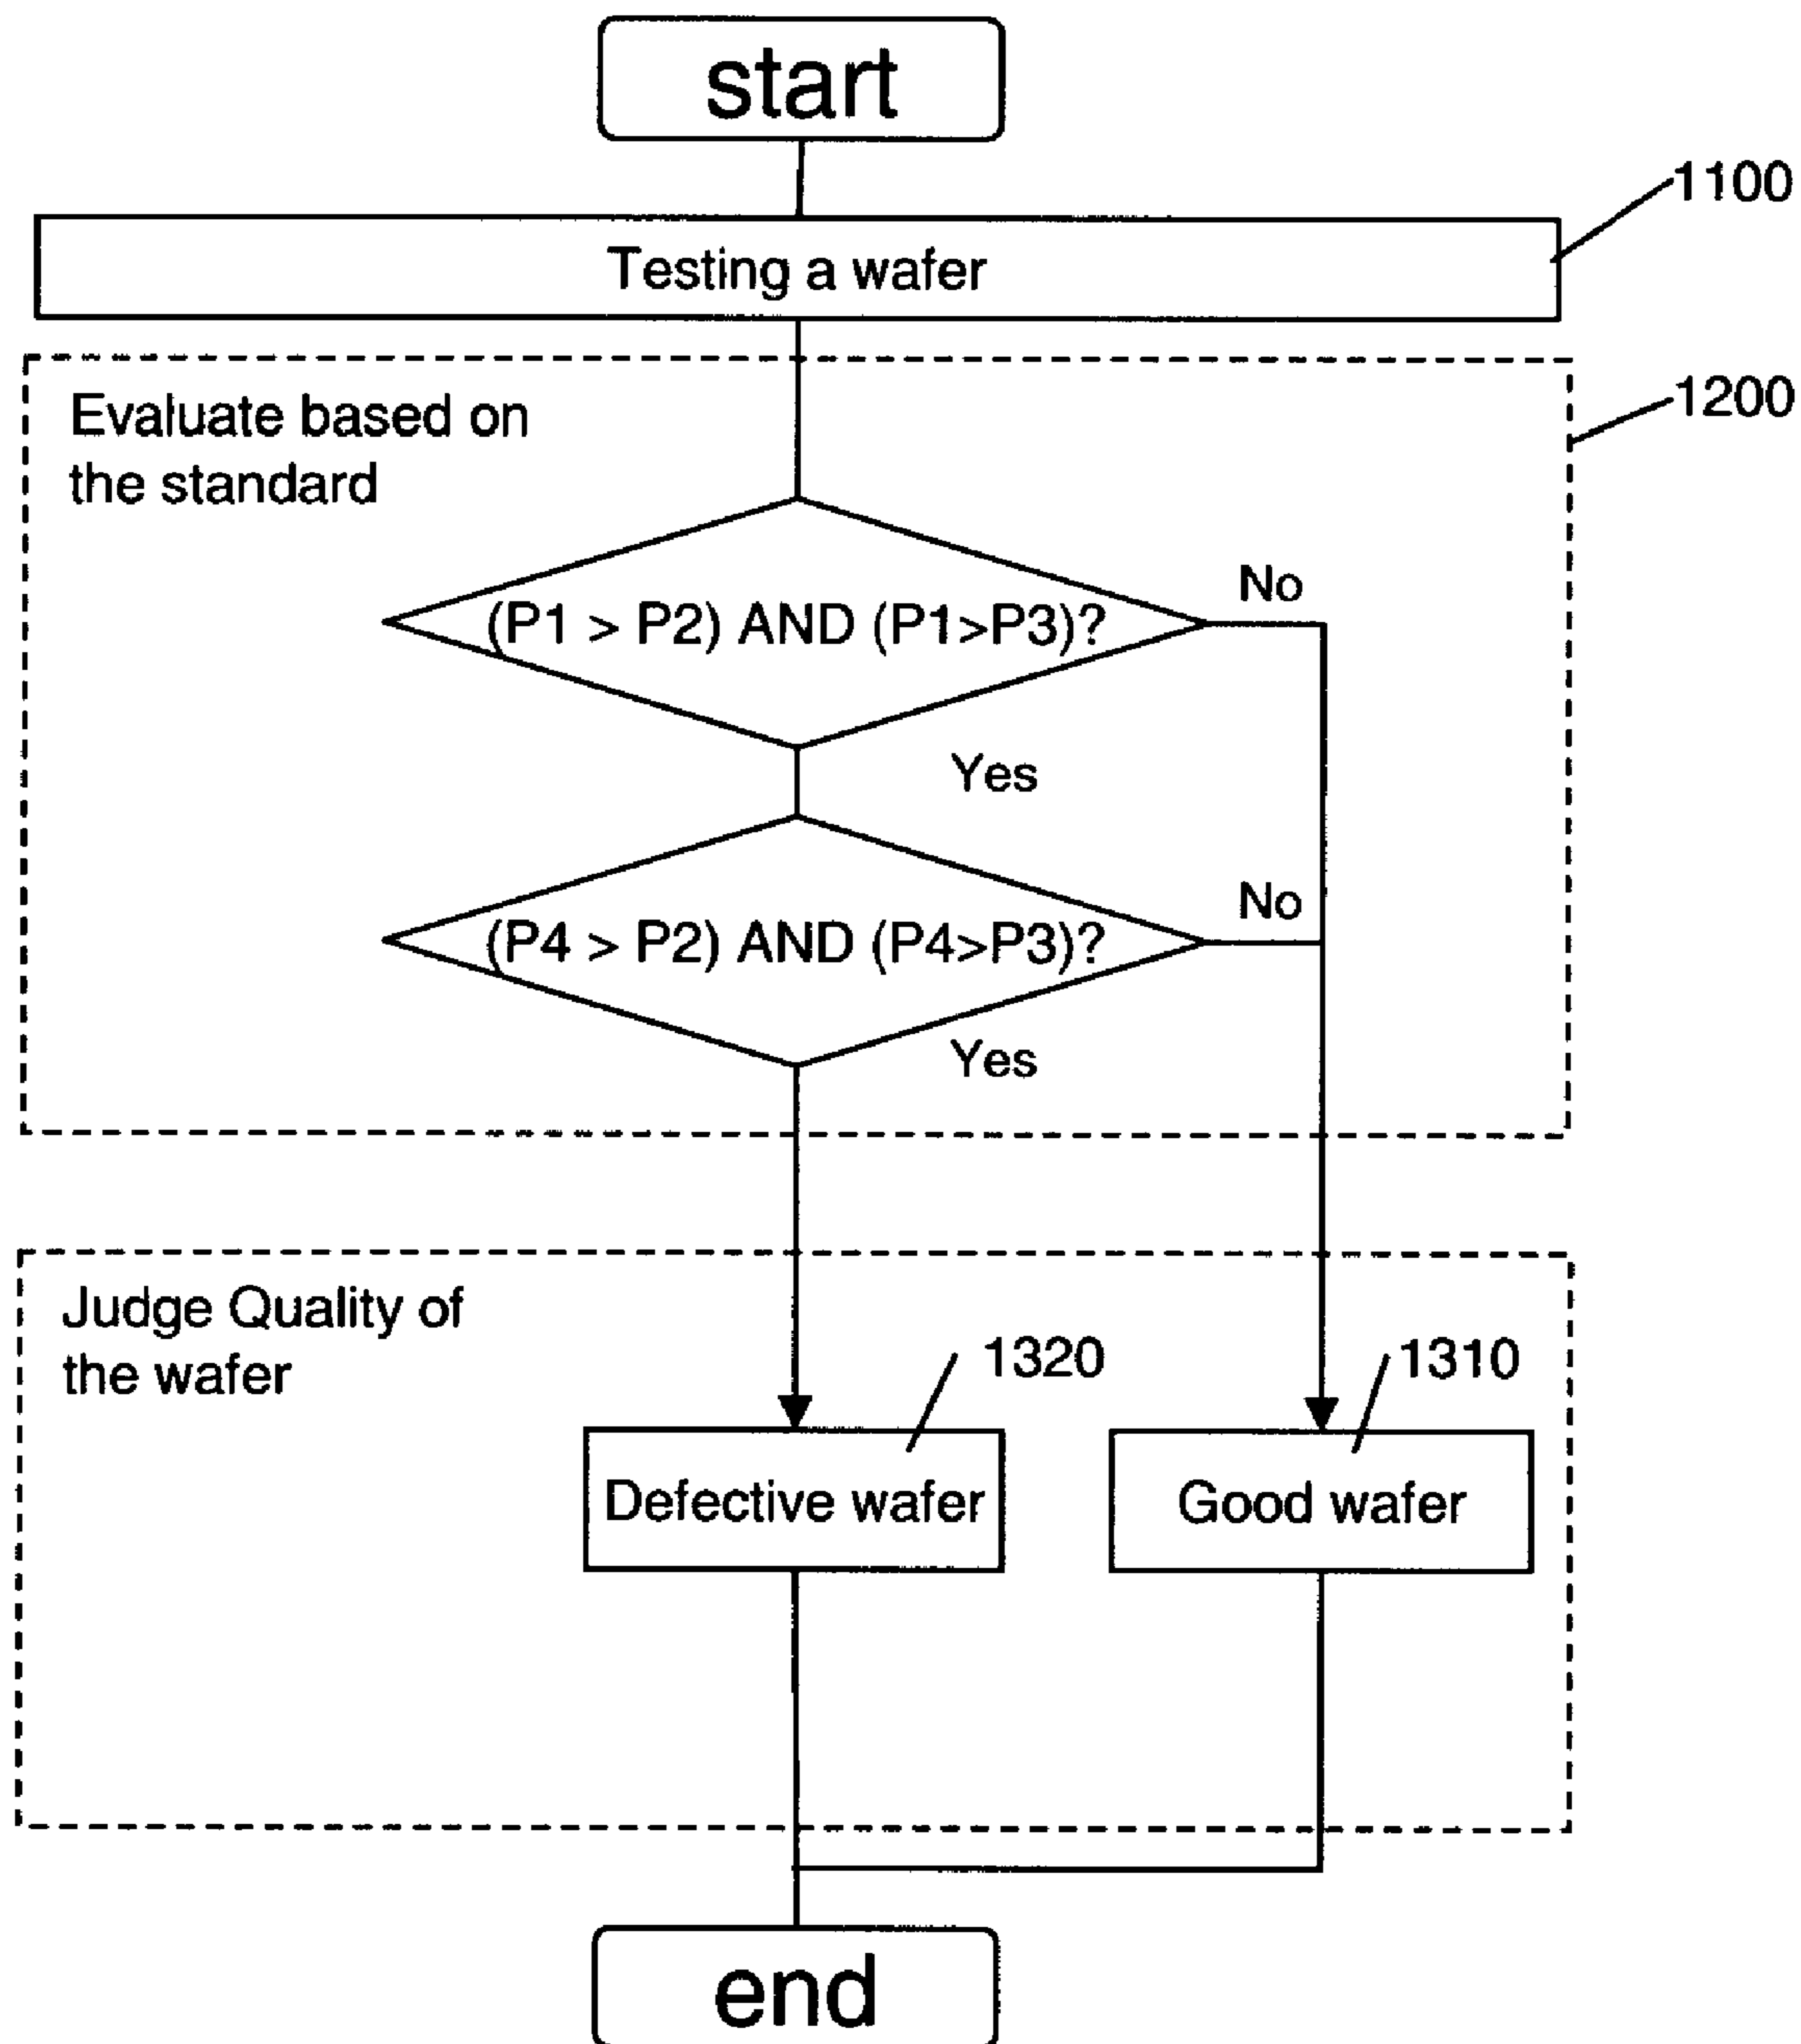 start
1100
Testing a wafer
1200
Evaluate based on
the standard
No
(P1 > P2) AND (P1>P3)?
Yes
No
(P4 > P2) AND (P4>P3)?
Yes
Judge Quality of
the wafer
1320
1310
Defective wafer
Good wafer
end